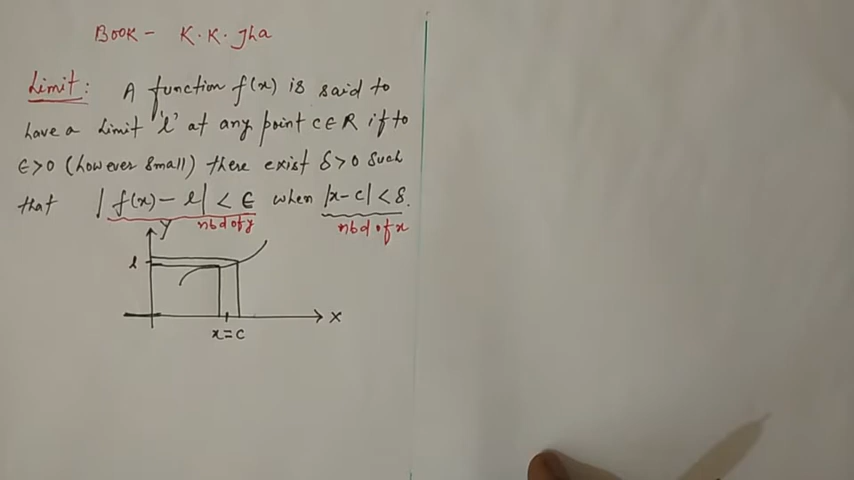 BOOK - K.K.Jha
Limit: A function f(x) is said to
have a limit 'l' at any point c∈R if to
∈>0 (however small) there exist δ>0 such
that |f(x)-l|<∈ when |x-c|<δ.
nbd of y nbd of x
Y
l
X
x=c